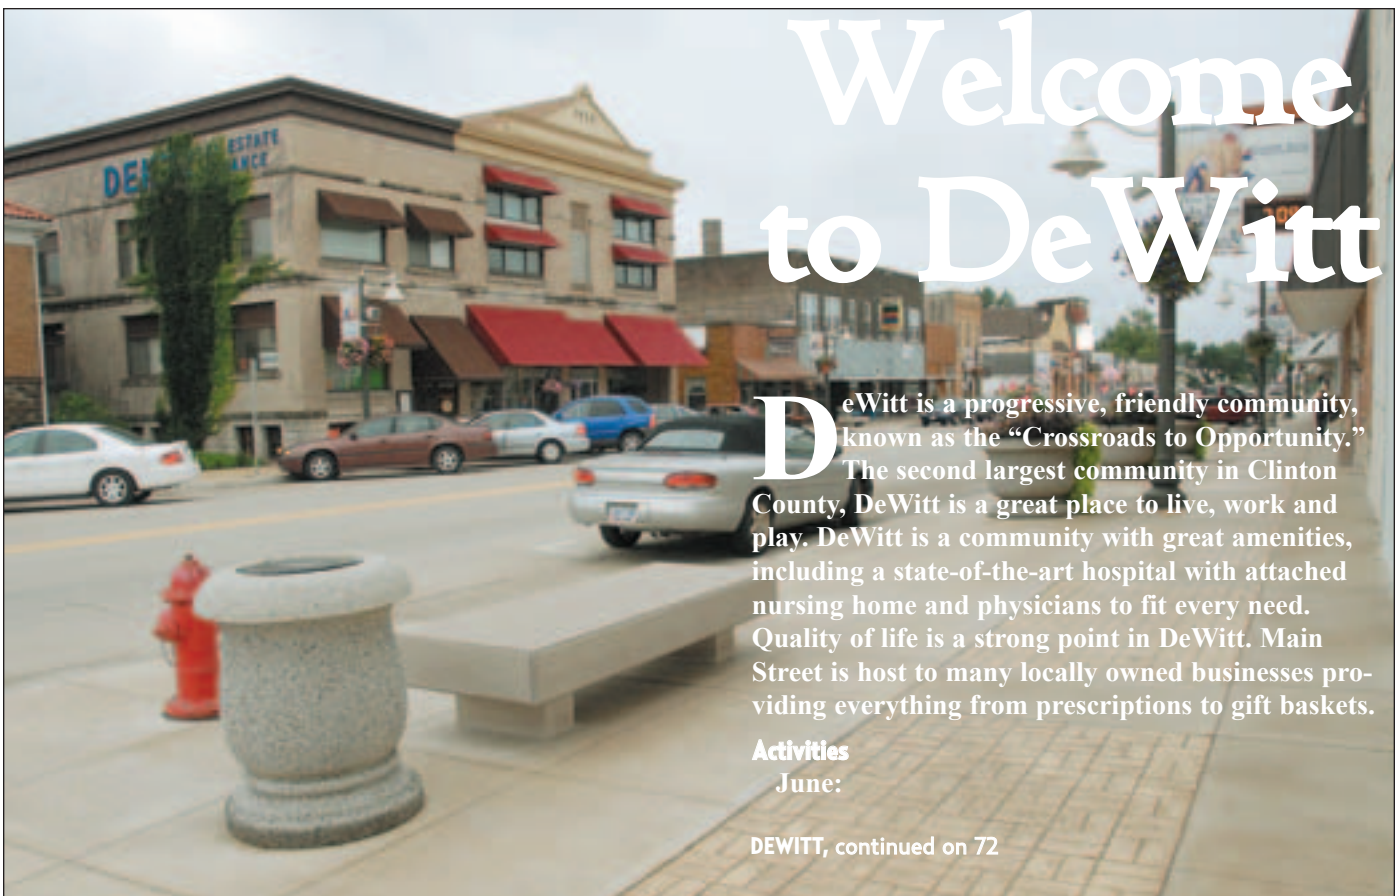 Welcome
to DeWitt
ESTATE
DeWitt is a progressive, friendly community,
known as the “Crossroads to Opportunity.”
The second largest community in Clinton
County, DeWitt is a great place to live, work and
play. DeWitt is a community with great amenities,
including a state-of-the-art hospital with attached
nursing home and physicians to fit every need.
Quality of life is a strong point in DeWitt. Main
Street is host to many locally owned businesses pro-
viding everything from prescriptions to gift baskets.
Activities
June:
DEWITT, continued on 72